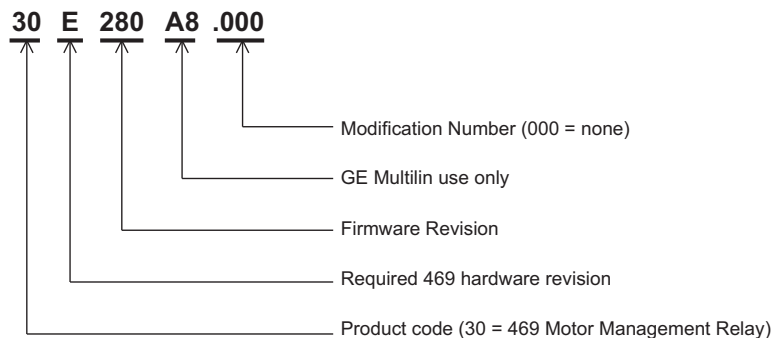 30 E 280 A8 .000
Modification Number (000 = none)
GE Multilin use only
Firmware Revision
Required 469 hardware revision
Product code (30 = 469 Motor Management Relay)